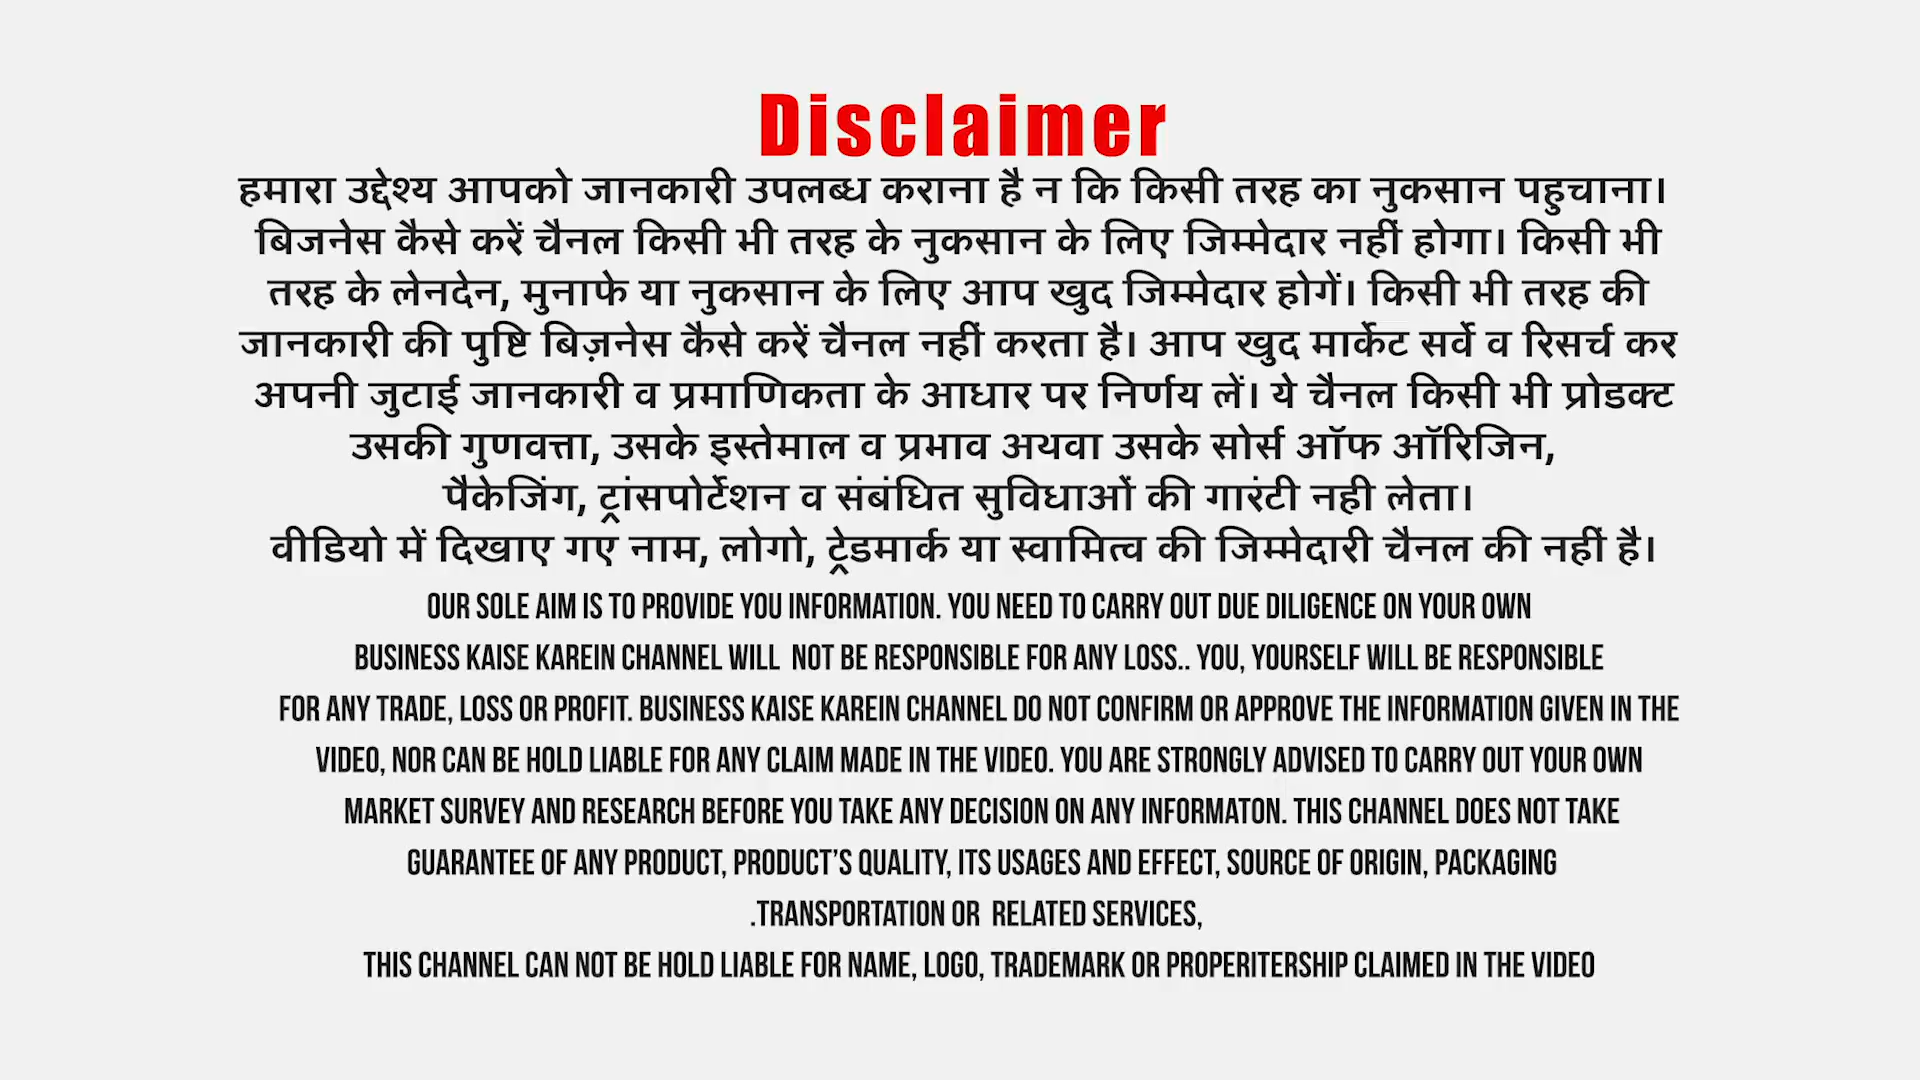 Disclaimer
हमारा उद्देश्य आपको जानकारी उपलब्ध कराना है न कि किसी तरह का नुकसान पहुचाना।
बिजनेस कैसे करें चैनल किसी भी तरह के नुकसान के लिए जिम्मेदार नहीं होगा। किसी भी
तरह के लेनदेन, मुनाफे या नुकसान के लिए आप खुद जिम्मेदार होगें। किसी भी तरह की
जानकारी की पुष्टि बिज़नेस कैसे करें चैनल नहीं करता है। आप खुद मार्केट सर्वे व रिसर्च कर
अपनी जुटाई जानकारी व प्रमाणिकता के आधार पर निर्णय लें। ये चैनल किसी भी प्रोडक्ट
उसकी गुणवत्ता, उसके इस्तेमाल व प्रभाव अथवा उसके सोर्स ऑफ ऑरिजिन,
पैकेजिंग, ट्रांसपोर्टेशन व संबंधित सुविधाओं की गारंटी नही लेता।
वीडियो में दिखाए गए नाम, लोगो, ट्रेडमार्क या स्वामित्व की जिम्मेदारी चैनल की नहीं है।
OUR SOLE AIM IS TO PROVIDE YOU INFORMATION. YOU NEED TO CARRY OUT DUE DILIGENCE ON YOUR OWN
BUSINESS KAISE KAREIN CHANNEL WILL  NOT BE RESPONSIBLE FOR ANY LOSS.. YOU, YOURSELF WILL BE RESPONSIBLE
FOR ANY TRADE, LOSS OR PROFIT. BUSINESS KAISE KAREIN CHANNEL DO NOT CONFIRM OR APPROVE THE INFORMATION GIVEN IN THE
VIDEO, NOR CAN BE HOLD LIABLE FOR ANY CLAIM MADE IN THE VIDEO. YOU ARE STRONGLY ADVISED TO CARRY OUT YOUR OWN
MARKET SURVEY AND RESEARCH BEFORE YOU TAKE ANY DECISION ON ANY INFORMATON. THIS CHANNEL DOES NOT TAKE
GUARANTEE OF ANY PRODUCT, PRODUCT’S QUALITY, ITS USAGES AND EFFECT, SOURCE OF ORIGIN, PACKAGING
.TRANSPORTATION OR  RELATED SERVICES,
THIS CHANNEL CAN NOT BE HOLD LIABLE FOR NAME, LOGO, TRADEMARK OR PROPERITERSHIP CLAIMED IN THE VIDEO